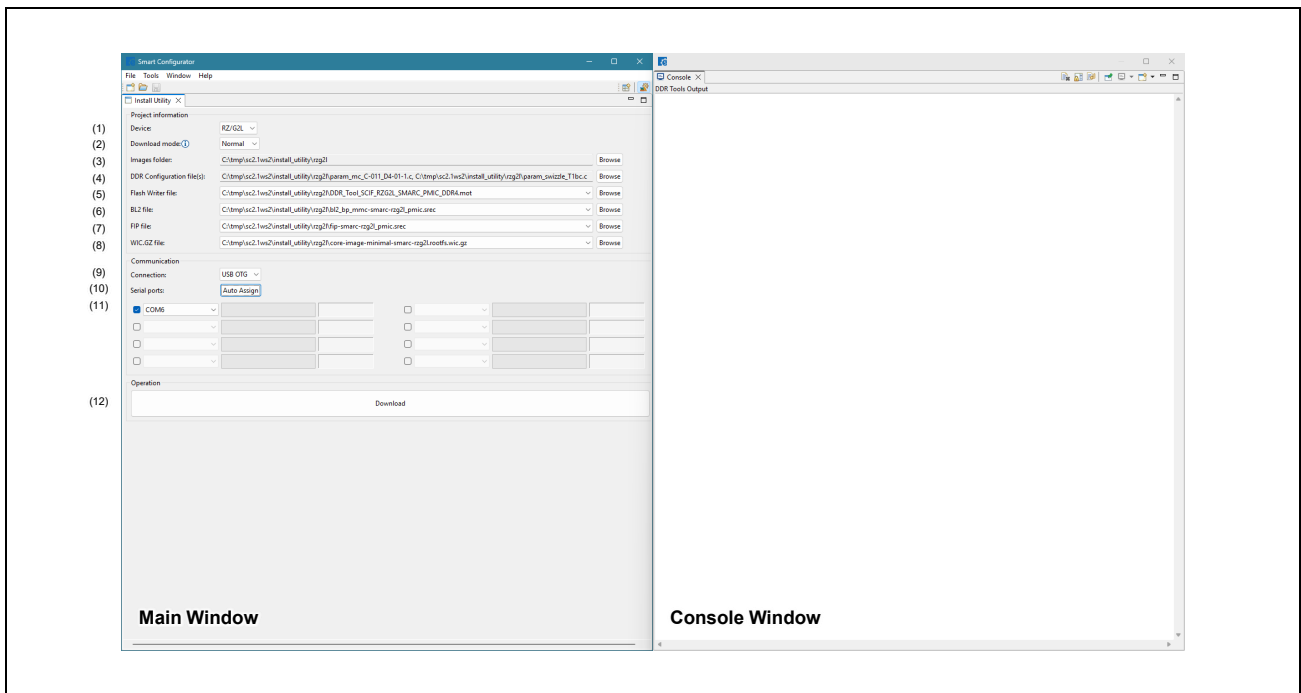 Smart Configurator
File Tools Window Help
Install Utility
Project information
(1) Device: RZ/G2L
(2) Download mode: Normal
(3) Images folder: C:\tmp\sc2.1ws2\install_utility\rzg2l Browse
(4) DDR Configuration file(s): C:\tmp\sc2.1ws2\install_utility\rzg2l\param_mc_C-011_D4-01-1.c, C:\tmp\sc2.1ws2\install_utility\rzg2l\param_swizzle_T1bc.c Browse
(5) Flash Writer file: C:\tmp\sc2.1ws2\install_utility\rzg2l\DDR_Tool_SCIF_RZG2L_SMARC_PMIC_DDR4.mot Browse
(6) BL2 file: C:\tmp\sc2.1ws2\install_utility\rzg2l\bl2_bp_mmc-smarc-rzg2l_pmic.srec Browse
(7) FIP file: C:\tmp\sc2.1ws2\install_utility\rzg2l\fip-smarc-rzg2l_pmic.srec Browse
(8) WIC.GZ file: C:\tmp\sc2.1ws2\install_utility\rzg2l\core-image-minimal-smarc-rzg2l.rootfs.wic.gz Browse
Communication
(9) Connection: USB OTG
(10) Serial ports: Auto Assign
(11) COM6
Operation
(12) Download
Main Window
Console
DDR Tools Output
Console Window